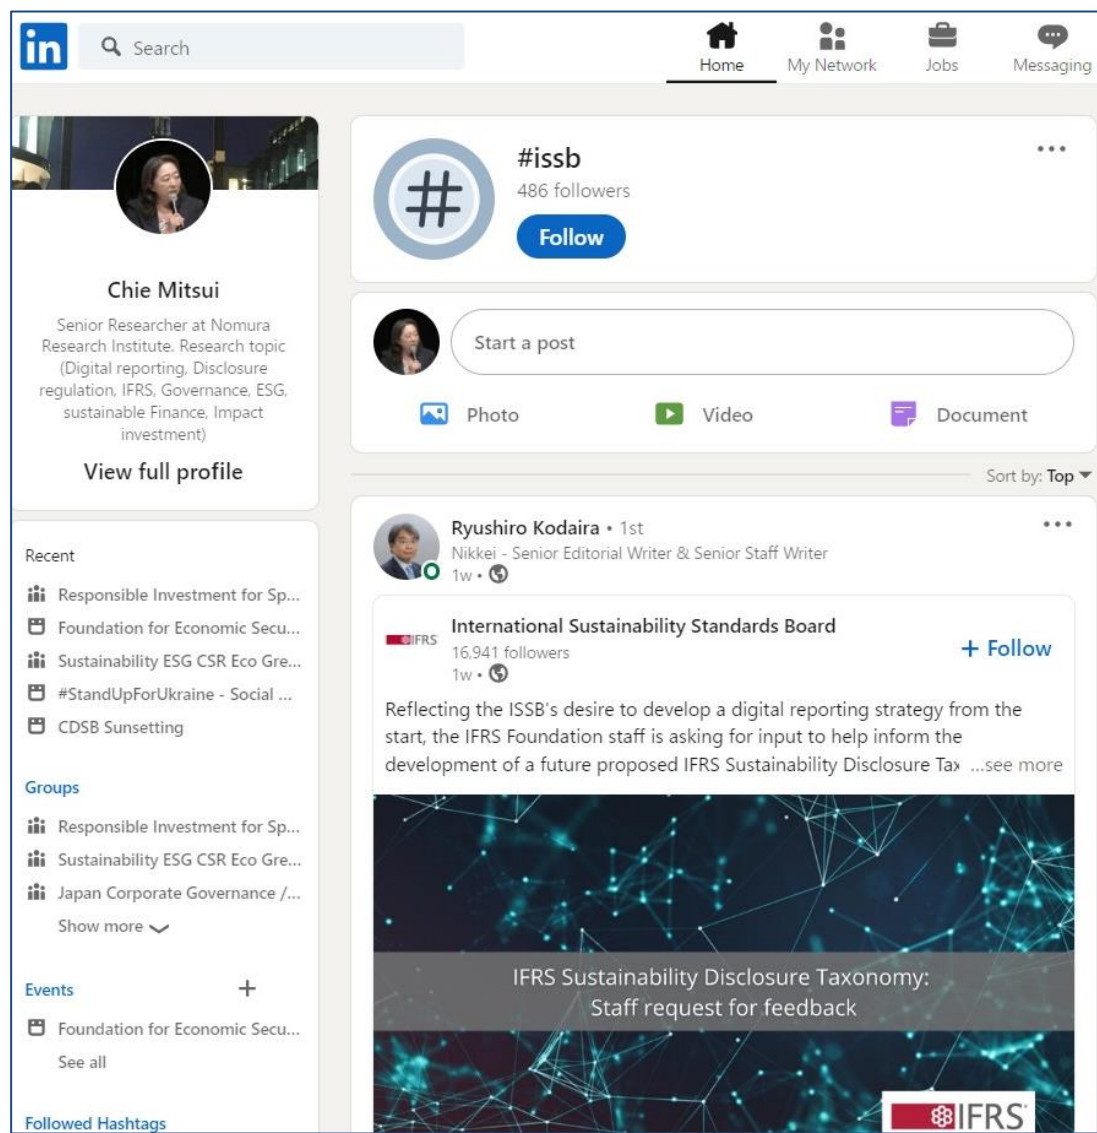 in
Search
Home
My Network
Jobs
Messaging
Chie Mitsui
Senior Researcher at Nomura
Research Institute. Research topic
(Digital reporting, Disclosure
regulation, IFRS, Governance, ESG,
sustainable Finance, Impact
investment)
View full profile
Recent
Responsible Investment for Sp...
Foundation for Economic Secu...
Sustainability ESG CSR Eco Gre...
#StandUpForUkraine - Social ...
CDSB Sunsetting
Groups
Responsible Investment for Sp...
Sustainability ESG CSR Eco Gre...
Japan Corporate Governance /...
Show more
Events +
Foundation for Economic Secu...
See all
Followed Hashtags
#
#issb
486 followers
Follow
Start a post
Photo
Video
Document
Sort by: Top
Ryushiro Kodaira • 1st
Nikkei - Senior Editorial Writer & Senior Staff Writer
1w •
IFRS
International Sustainability Standards Board
16,941 followers
1w •
+ Follow
Reflecting the ISSB's desire to develop a digital reporting strategy from the
start, the IFRS Foundation staff is asking for input to help inform the
development of a future proposed IFRS Sustainability Disclosure Tax ...see more
IFRS Sustainability Disclosure Taxonomy:
Staff request for feedback
IFRS